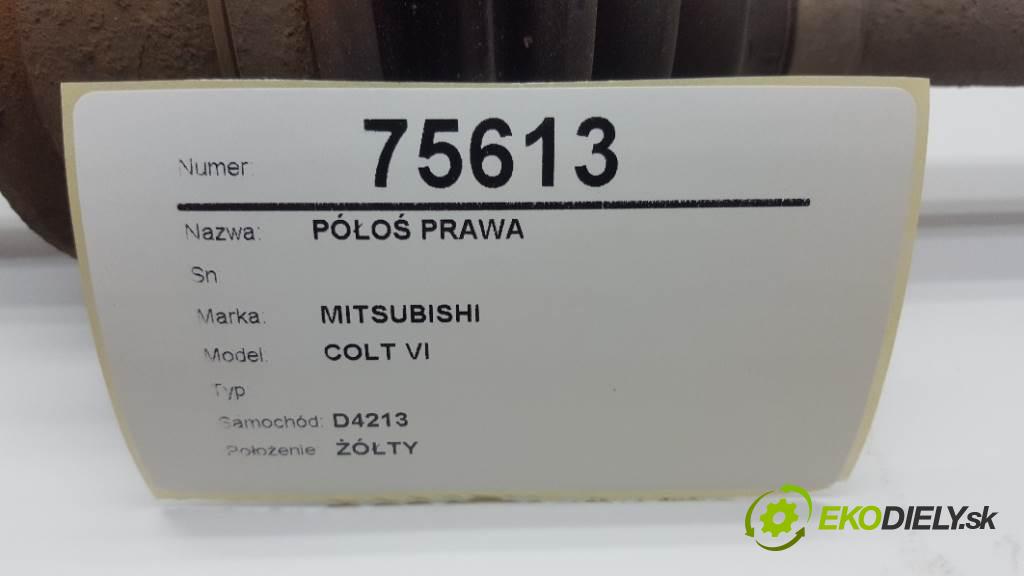 Numer: 75613
Nazwa: PÓŁOŚ PRAWA
Sn
Marka: MITSUBISHI
Model: COLT VI
Typ
Samochód: D4213
Położenie ŻÓŁTY
EKODIELY.sk